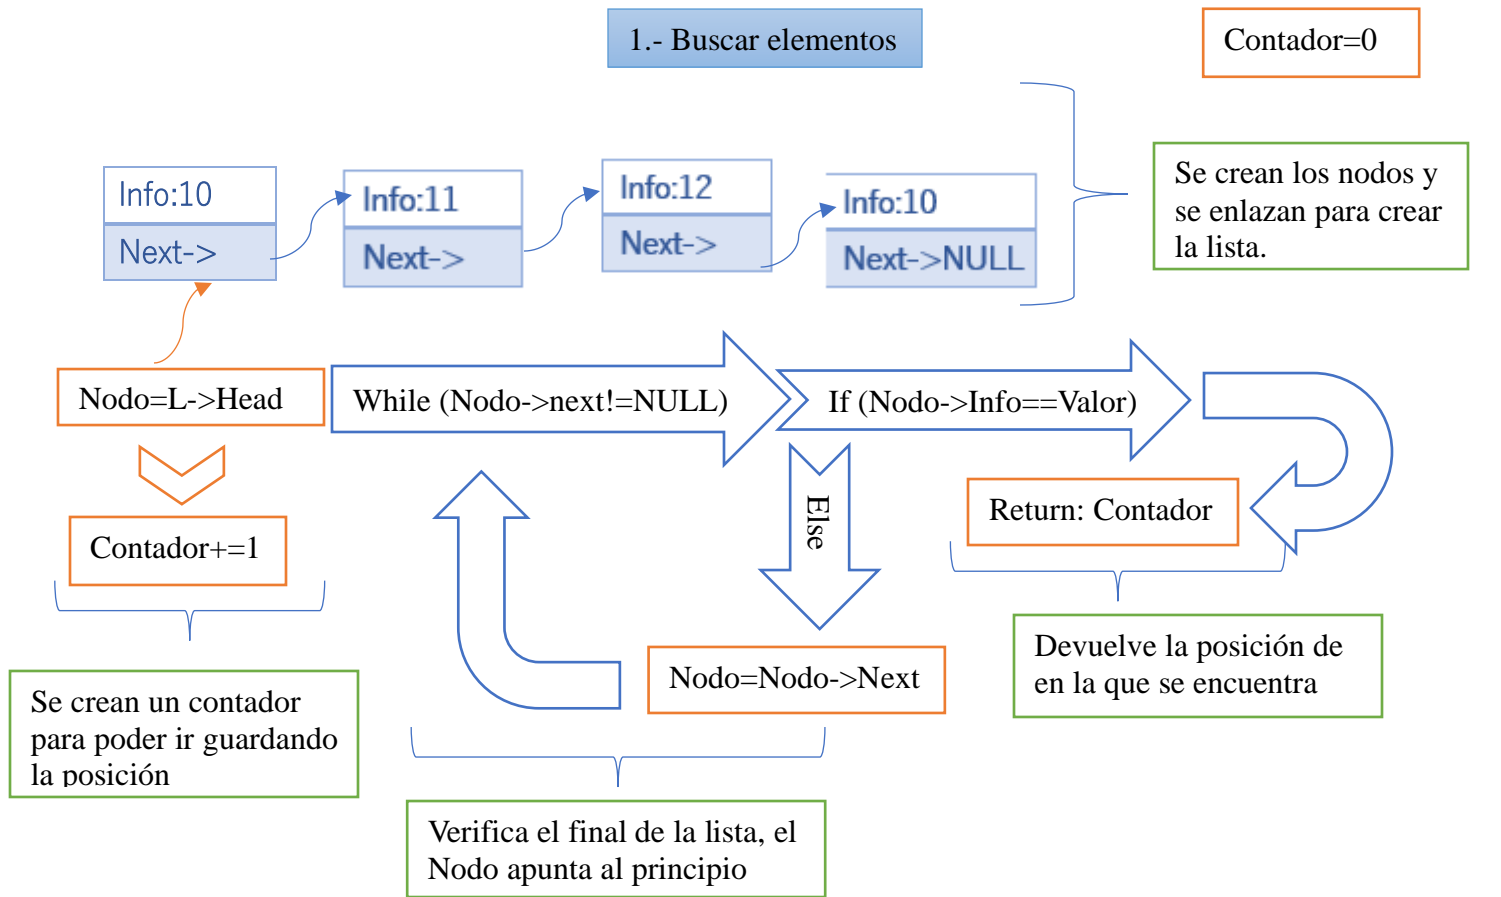 1.- Buscar elementos
Contador=0
Info:10
Next->
Info:11
Next->
Info:12
Next->
Info:10
Next->NULL
Se crean los nodos y
se enlazan para crear
la lista.
Nodo=L->Head
While (Nodo->next!=NULL)
If (Nodo->Info==Valor)
Contador+=1
Else
Return: Contador
Nodo=Nodo->Next
Se crean un contador
para poder ir guardando
la posición
Devuelve la posición de
en la que se encuentra
Verifica el final de la lista, el
Nodo apunta al principio